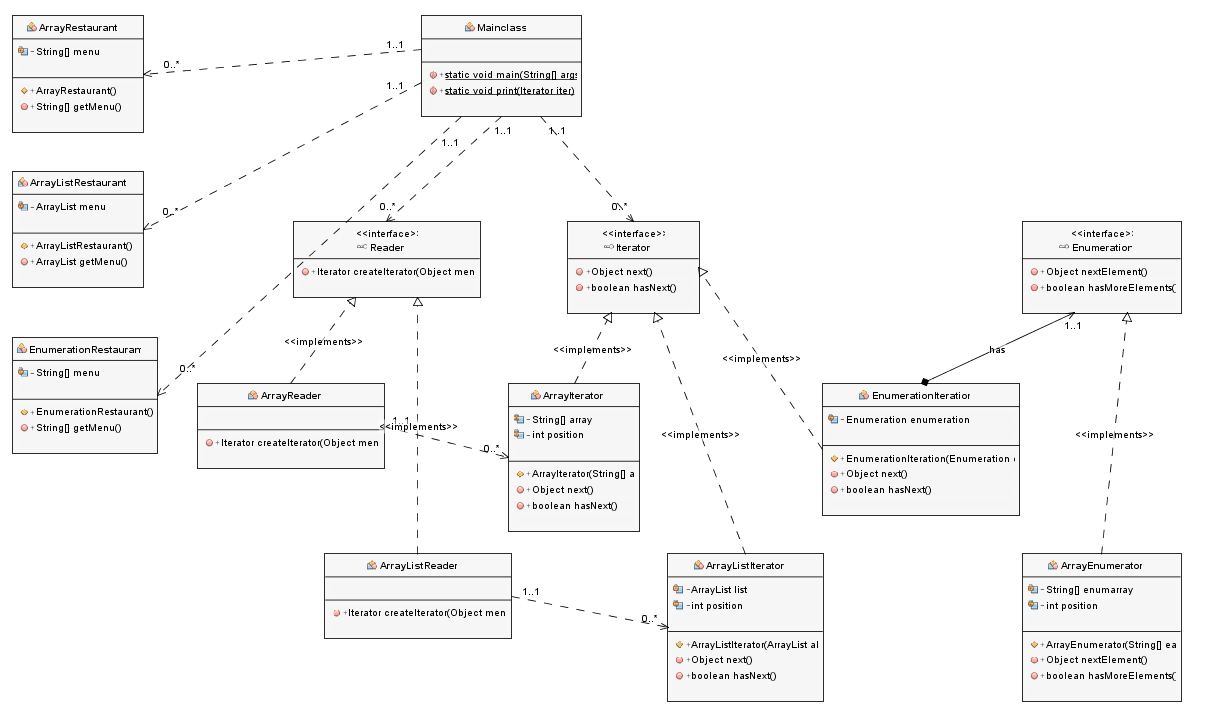 ArrayRestaurant
- String[] menu
+ ArrayRestaurant()
+ String[] getMenu()
Mainclass
+ static void main(String[] args
+ static void print(Iterator iter)
1..1
0..*
1..1
0..*
1..1
0..*
1..1
0..*
1..1
0..*
ArrayListRestaurant
- ArrayList menu
+ ArrayListRestaurant()
+ ArrayList getMenu()
<<interface>>
Reader
+ Iterator createIterator(Object men
<<interface>>
Iterator
+ Object next()
+ boolean hasNext()
<<interface>>
Enumeration
+ Object nextElement()
+ boolean hasMoreElements(
EnumerationRestaurant
- String[] menu
+ EnumerationRestaurant()
+ String[] getMenu()
<<implements>>
<<implements>>
<<implements>>
has
1..1
ArrayReader
+ Iterator createIterator(Object men
1..1
<<implements>>
0..*
ArrayIterator
- String[] array
- int position
+ ArrayIterator(String[] a
+ Object next()
+ boolean hasNext()
<<implements>>
EnumerationIterator
- Enumeration enumeration
+ EnumerationIteration(Enumeration
+ Object next()
+ boolean hasNext()
<<implements>>
ArrayListReader
+ Iterator createIterator(Object men
1..1
0..*
ArrayListIterator
- ArrayList list
- int position
+ ArrayListIterator(ArrayList al
+ Object next()
+ boolean hasNext()
ArrayEnumerator
- String[] enumarray
- int position
+ ArrayEnumerator(String[] ea
+ Object nextElement()
+ boolean hasMoreElements(